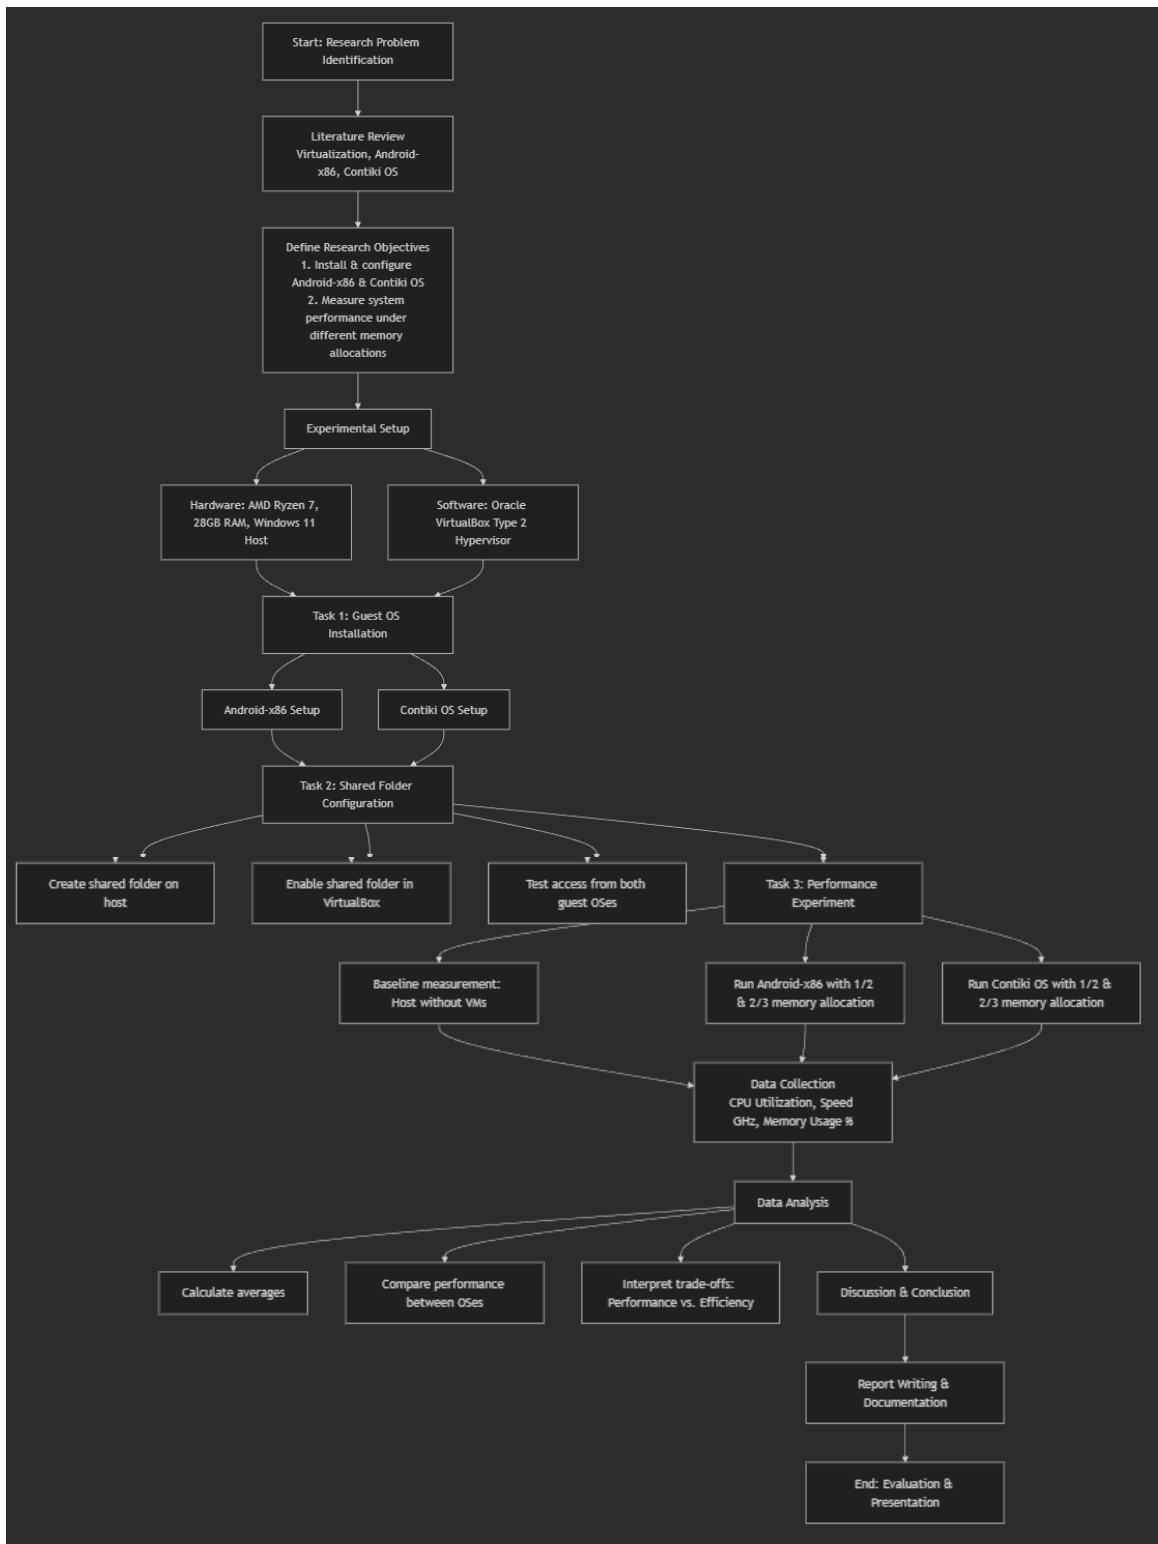 Start: Research Problem
Identification
Literature Review
Virtualization, Android-
x86, Contiki OS
Define Research Objectives
1. Install & configure
Android-x86 & Contiki OS
2. Measure system
performance under
different memory
allocations
Experimental Setup
Hardware: AMD Ryzen 7,
28GB RAM, Windows 11
Host
Software: Oracle
VirtualBox Type 2
Hypervisor
Task 1: Guest OS
Installation
Android-x86 Setup
Contiki OS Setup
Task 2: Shared Folder
Configuration
Create shared folder on
host
Enable shared folder in
VirtualBox
Test access from both
guest OSes
Task 3: Performance
Experiment
Baseline measurement:
Host without VMs
Run Android-x86 with 1/2
& 2/3 memory allocation
Run Contiki OS with 1/2 &
2/3 memory allocation
Data Collection
CPU Utilization, Speed
GHz, Memory Usage %
Data Analysis
Calculate averages
Compare performance
between OSes
Interpret trade-offs:
Performance vs. Efficiency
Discussion & Conclusion
Report Writing &
Documentation
End: Evaluation &
Presentation